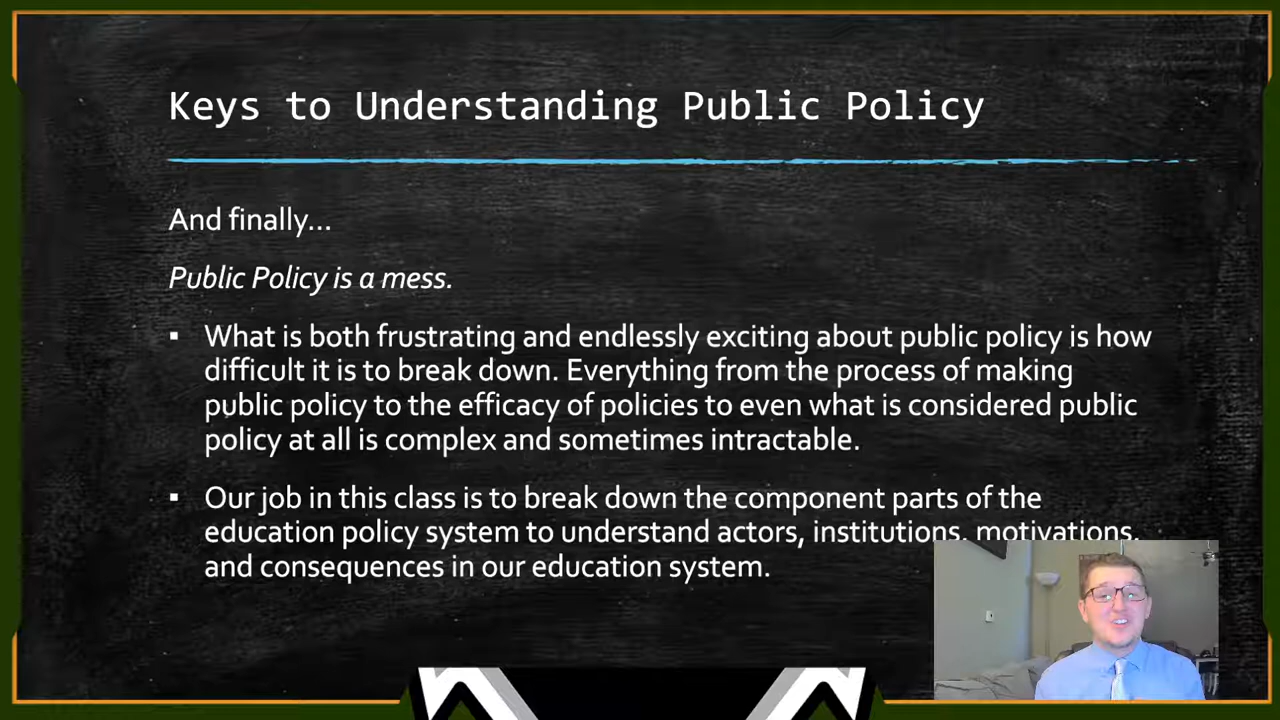 Keys to Understanding Public Policy
And finally…
Public Policy is a mess.
▪ What is both frustrating and endlessly exciting about public policy is how
difficult it is to break down. Everything from the process of making
public policy to the efficacy of policies to even what is considered public
policy at all is complex and sometimes intractable.
▪ Our job in this class is to break down the component parts of the
education policy system to understand actors, institutions, motivations,
and consequences in our education system.